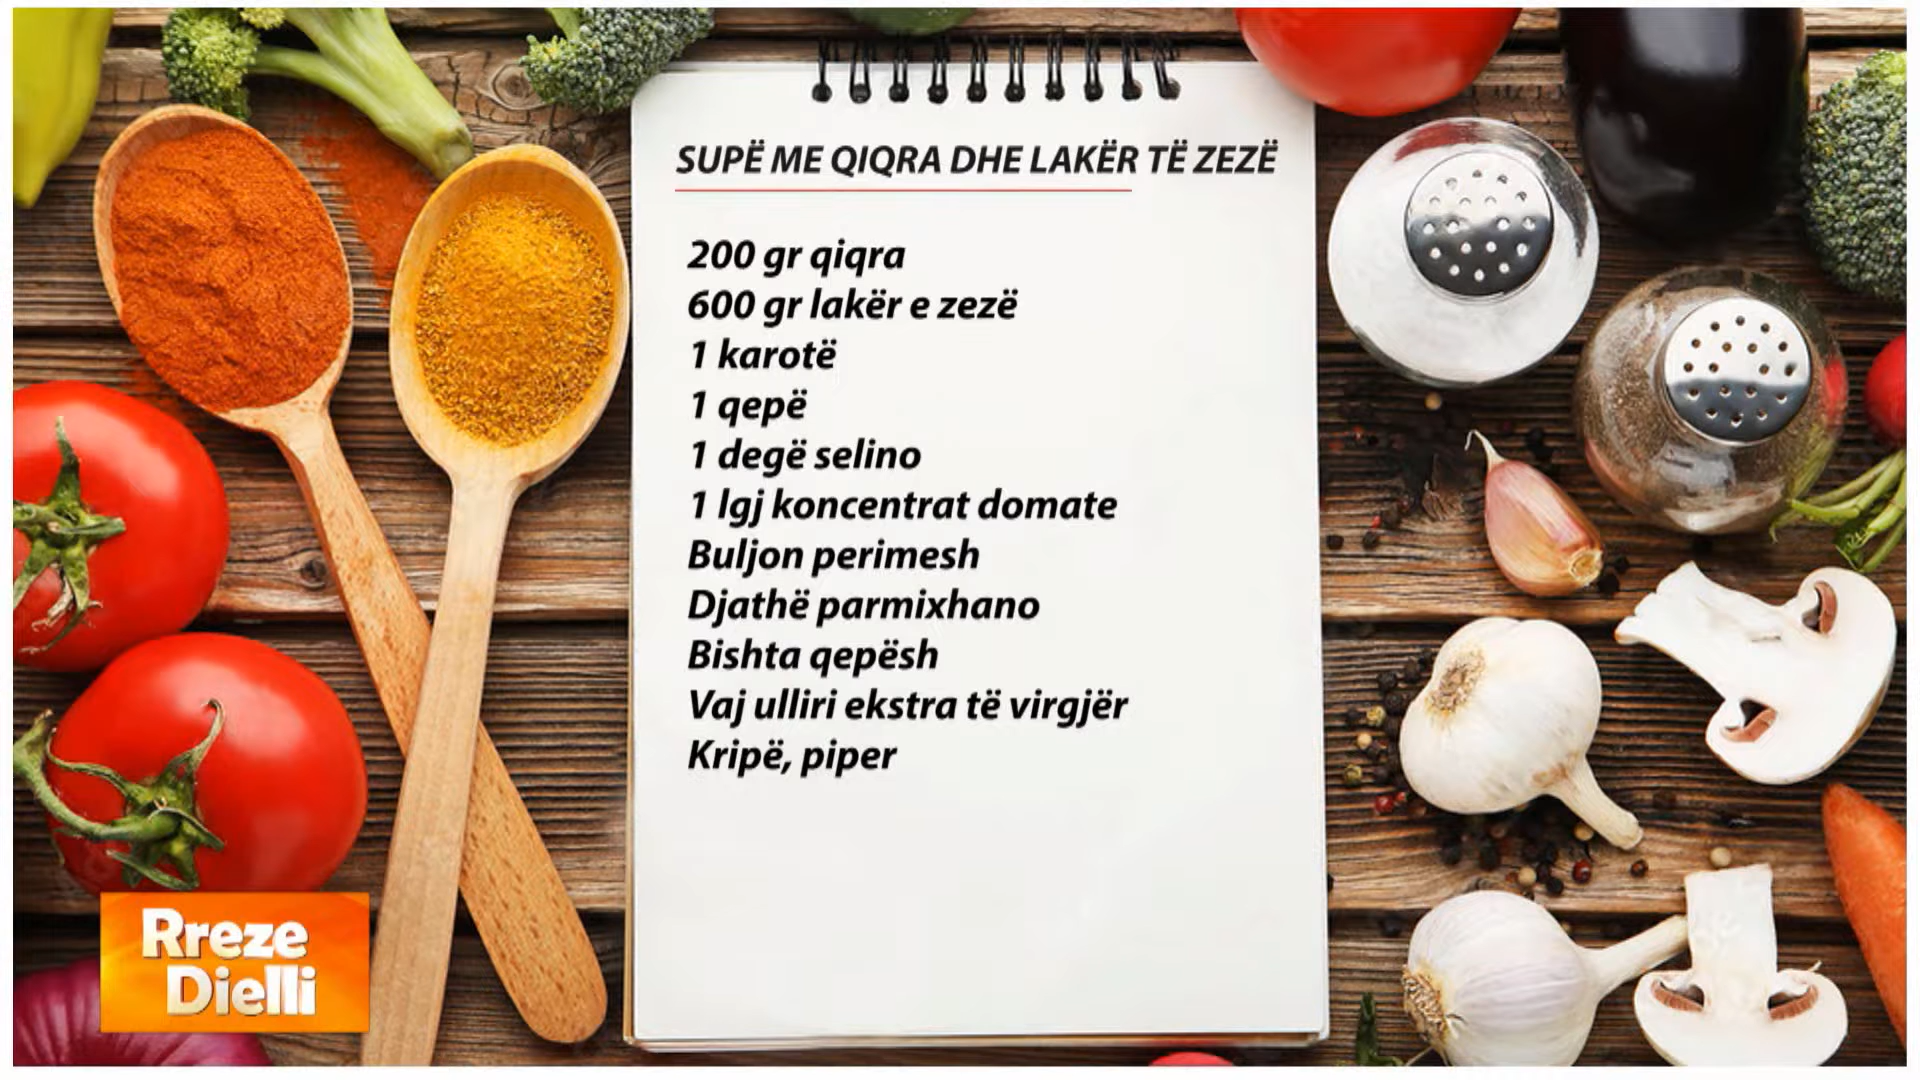 SUPË ME QIQRA DHE LAKËR TË ZEZË
200 gr qiqra
600 gr lakër e zezë
1 karotë
1 qepë
1 degë selino
1 lgj koncentrat domate
Buljon perimesh
Djathë parmixhano
Bishta qepësh
Vaj ulliri ekstra të virgjër
Kripë, piper
Rreze
Dielli